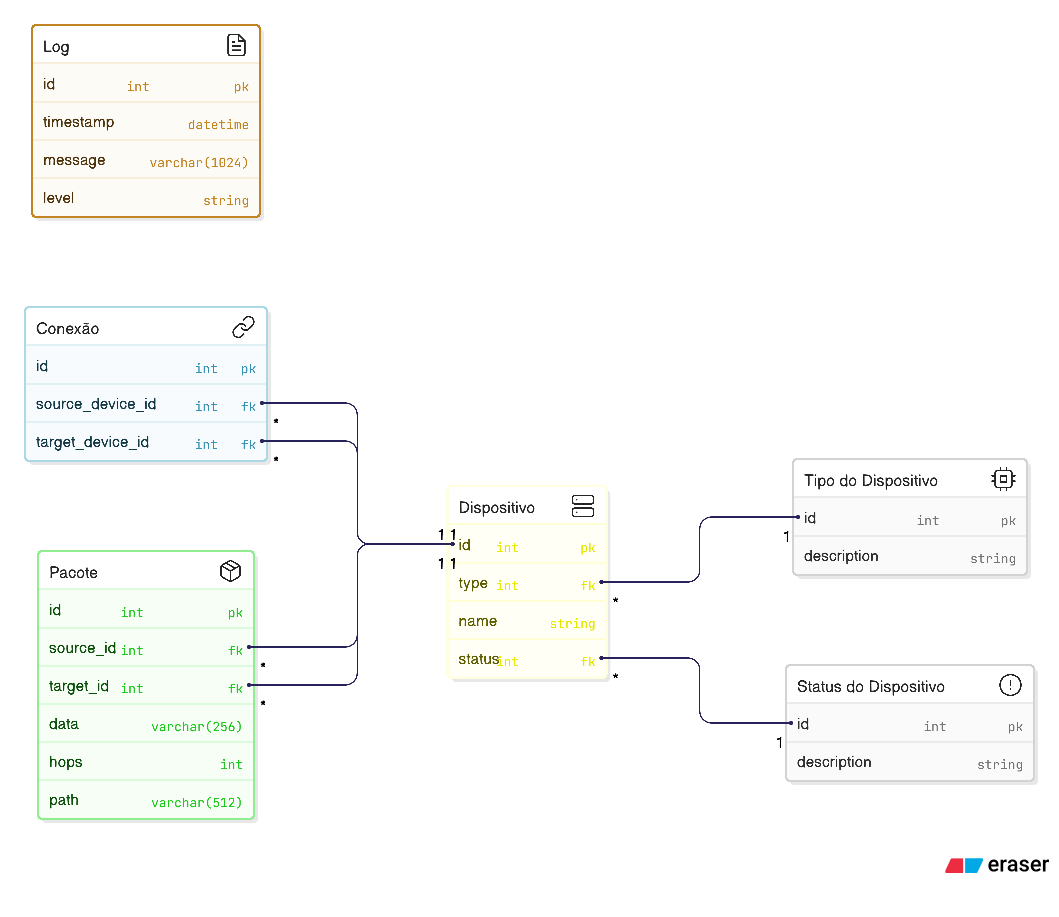 Log
id int pk
timestamp datetime
message varchar(1024)
level string
Conexão
id int pk
source_device_id int fk
*
target_device_id int fk
*
Pacote
id int pk
source_id int fk
*
target_id int fk
*
data varchar(256)
hops int
path varchar(512)
Dispositivo
1 1
id int pk
1 1
type int fk
*
name string
status int fk
*
Tipo do Dispositivo
id int pk
1
description string
Status do Dispositivo
id int pk
1
description string
eraser